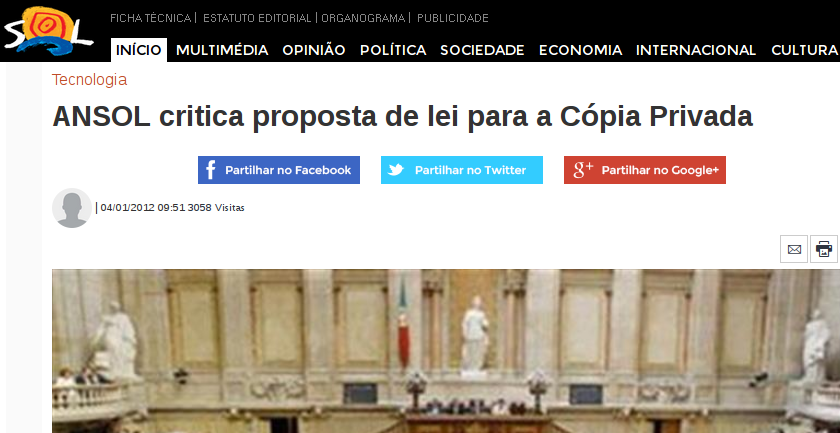 SOL
FICHA TÉCNICA | ESTATUTO EDITORIAL | ORGANOGRAMA | PUBLICIDADE
INÍCIO MULTIMÉDIA OPINIÃO POLÍTICA SOCIEDADE ECONOMIA INTERNACIONAL CULTURA
Tecnologia
ANSOL critica proposta de lei para a Cópia Privada
f Partilhar no Facebook Partilhar no Twitter g+ Partilhar no Google+
| 04/01/2012 09:51 3058 Visitas